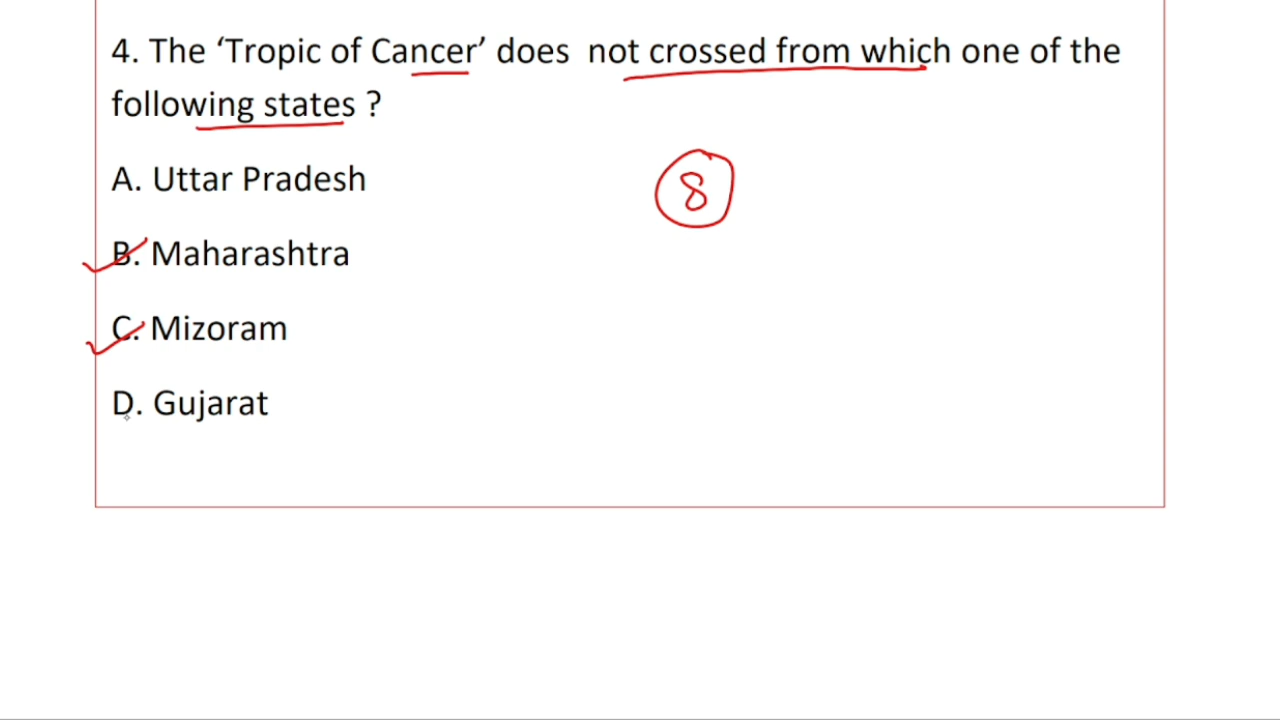 4. The ‘Tropic of Cancer’ does not crossed from which one of the
following states ?
8
A. Uttar Pradesh
B. Maharashtra
C. Mizoram
D. Gujarat